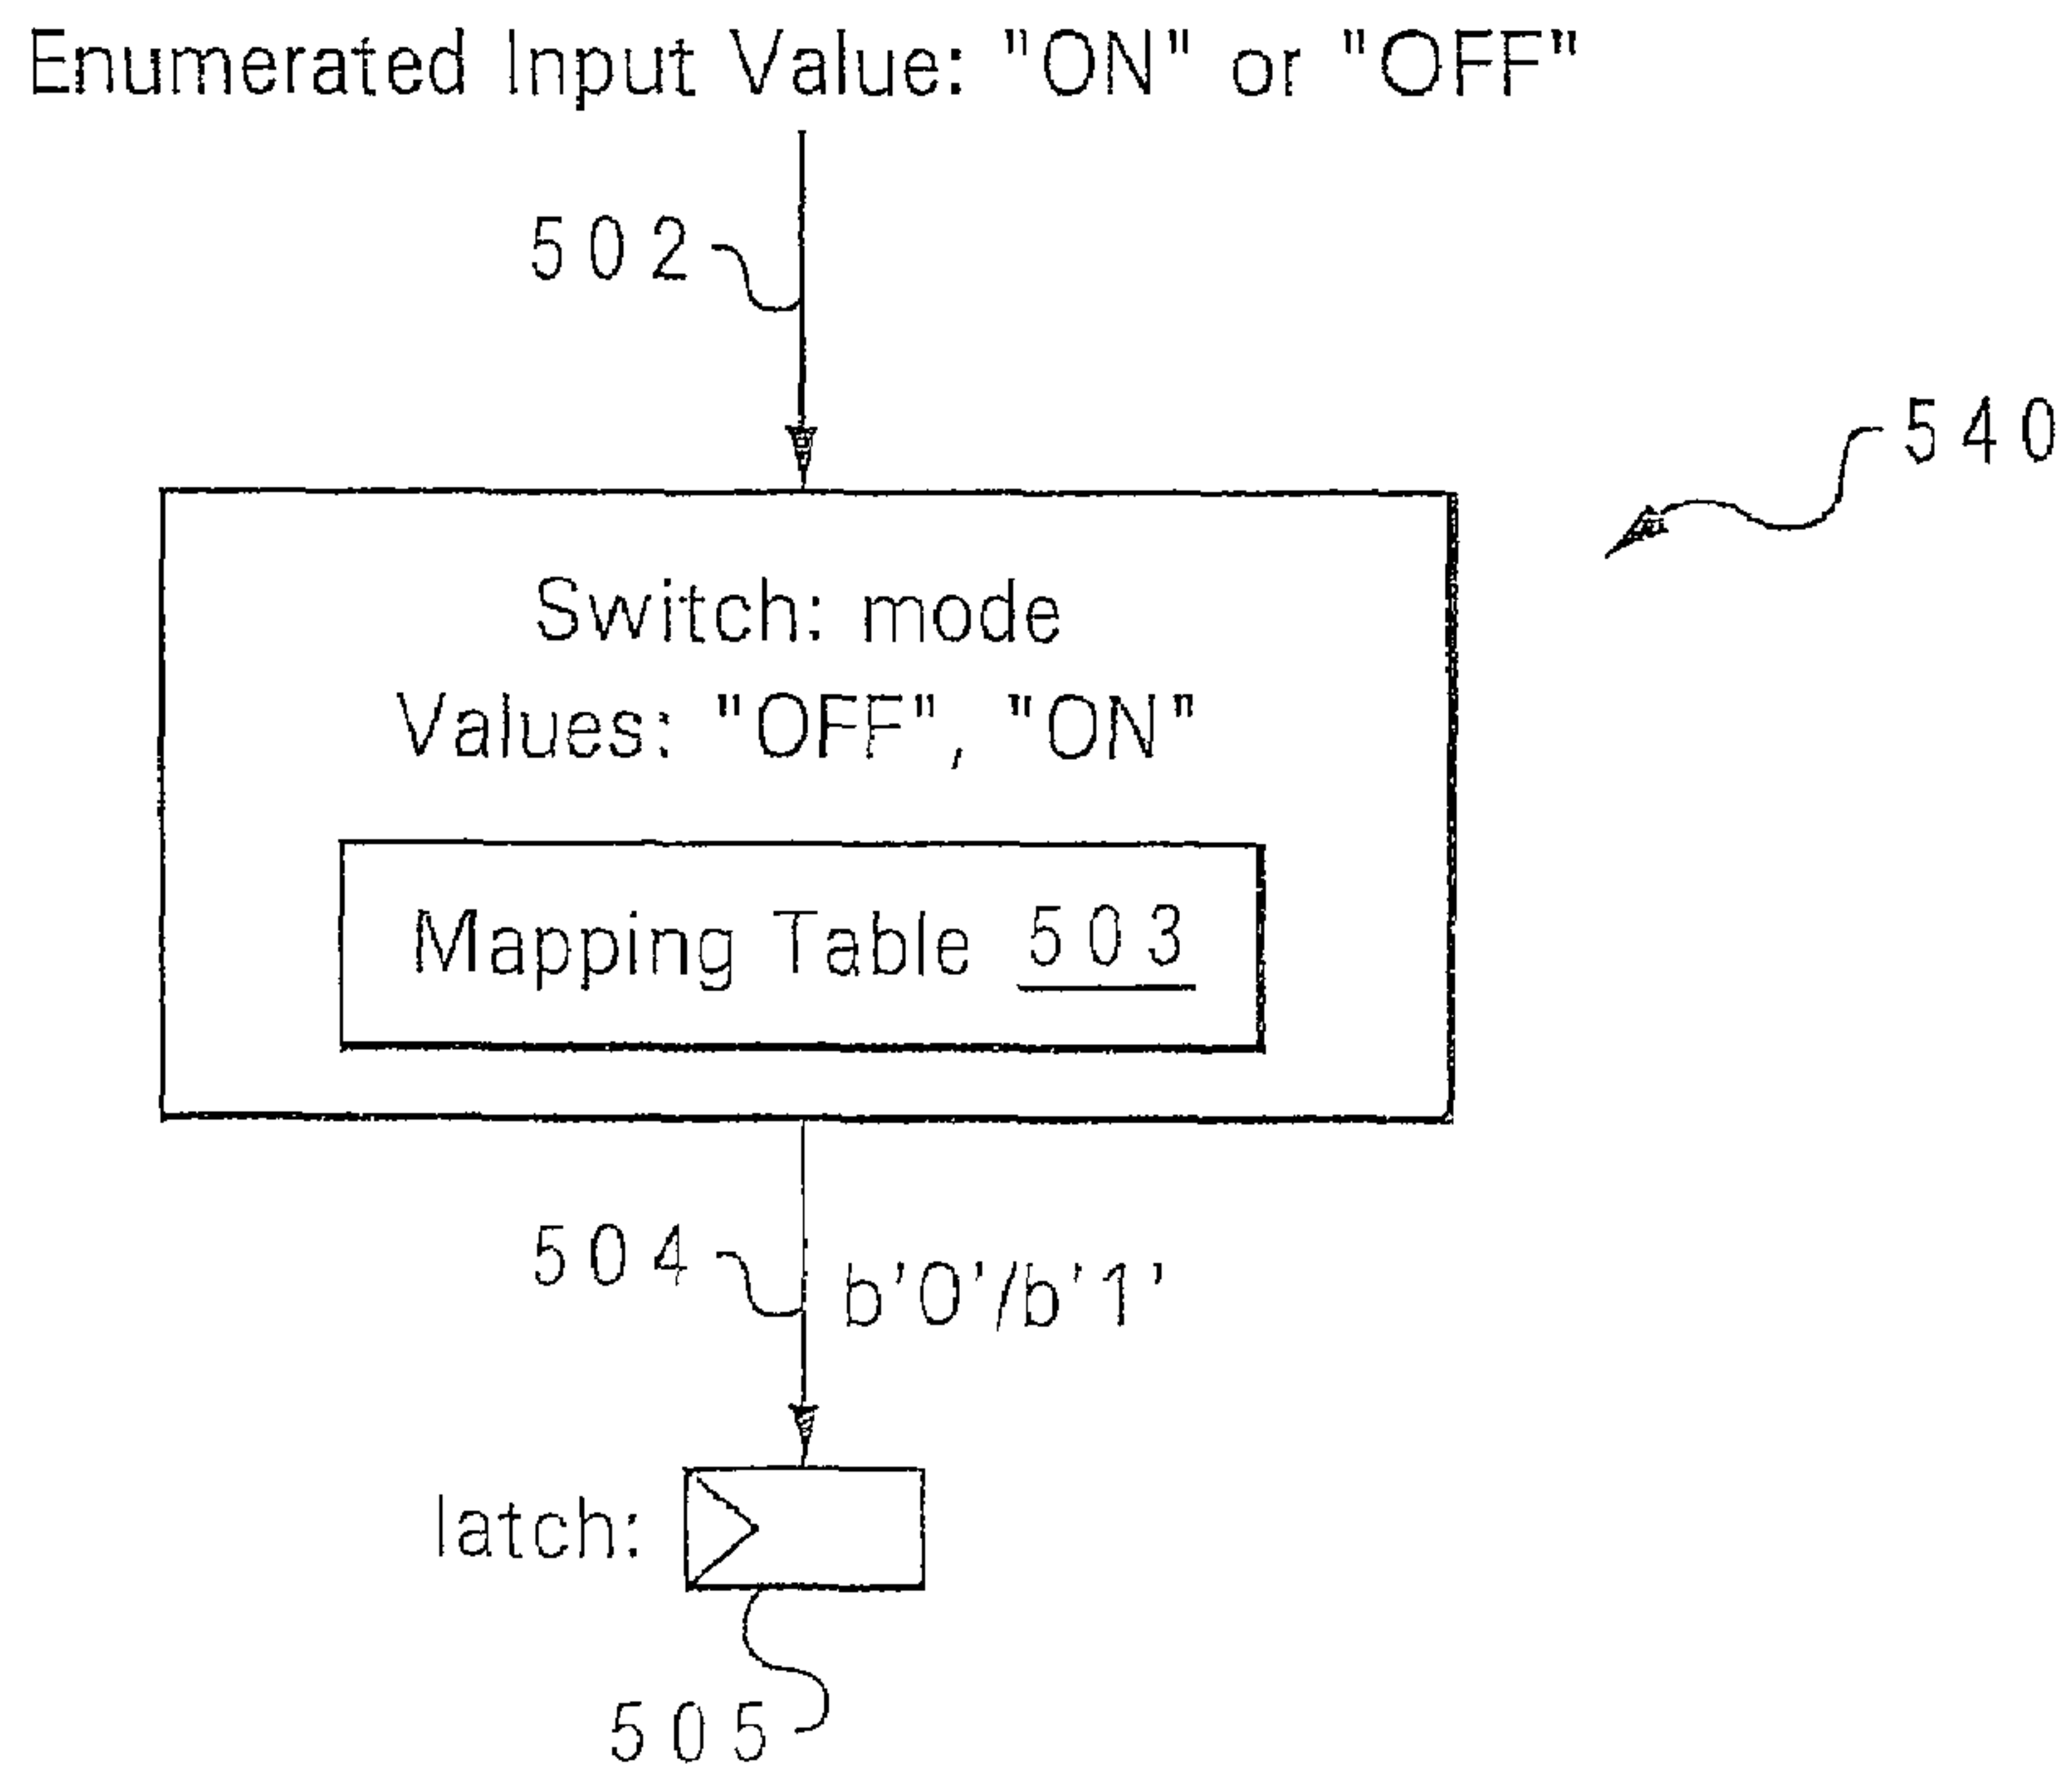 Enumerated Input Value: "ON" or "OFF"
502
540
Switch: mode
Values: "OFF", "ON"
Mapping Table 503
504
b'0'/b'1'
latch:
505